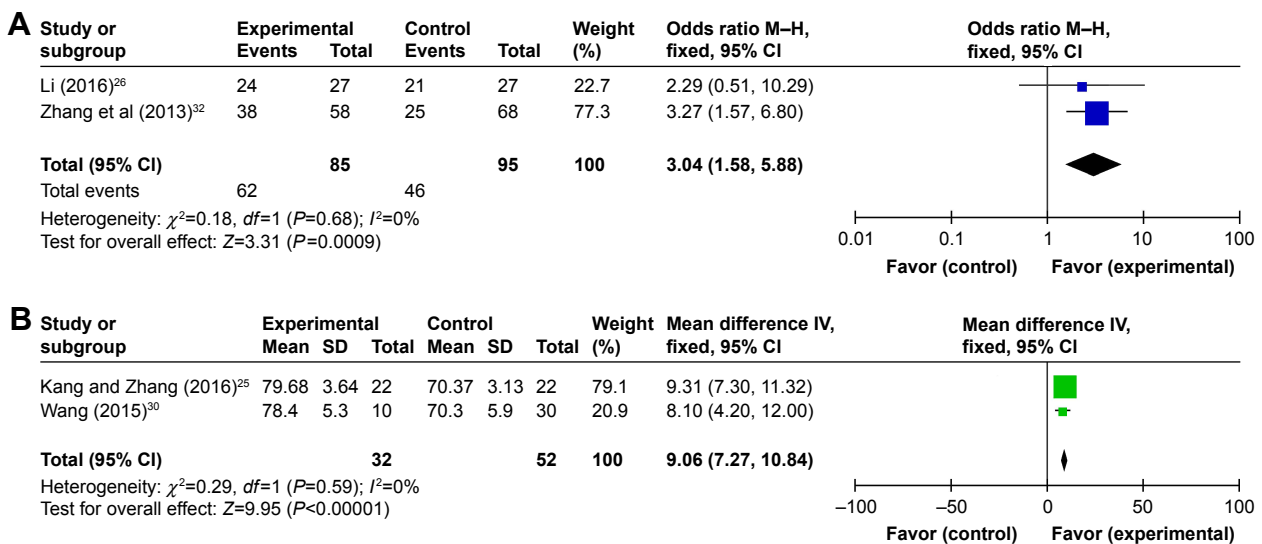 A Study or Experimental Control Weight Odds ratio M–H, Odds ratio M–H,
subgroup Events Total Events Total (%) fixed, 95% CI fixed, 95% CI
Li (2016)²⁶ 24 27 21 27 22.7 2.29 (0.51, 10.29)
Zhang et al (2013)³² 38 58 25 68 77.3 3.27 (1.57, 6.80)
Total (95% CI) 85 95 100 3.04 (1.58, 5.88)
Total events 62 46
Heterogeneity: χ²=0.18, df=1 (P=0.68); I²=0%
Test for overall effect: Z=3.31 (P=0.0009)
0.01 0.1 1 10 100
Favor (control) Favor (experimental)
B Study or Experimental Control Weight Mean difference IV, Mean difference IV,
subgroup Mean SD Total Mean SD Total (%) fixed, 95% CI fixed, 95% CI
Kang and Zhang (2016)²⁵ 79.68 3.64 22 70.37 3.13 22 79.1 9.31 (7.30, 11.32)
Wang (2015)³⁰ 78.4 5.3 10 70.3 5.9 30 20.9 8.10 (4.20, 12.00)
Total (95% CI) 32 52 100 9.06 (7.27, 10.84)
Heterogeneity: χ²=0.29, df=1 (P=0.59); I²=0%
Test for overall effect: Z=9.95 (P<0.00001)
–100 –50 0 50 100
Favor (control) Favor (experimental)